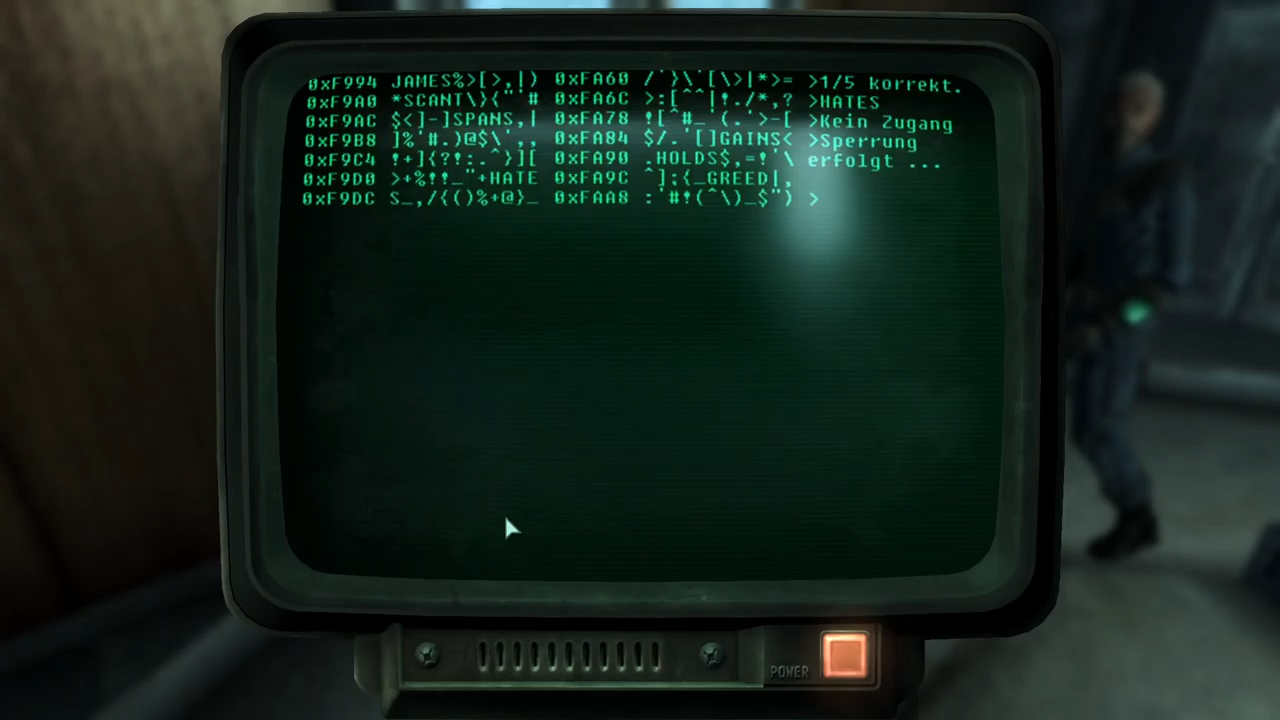 0xF994 JAMES%>[>,|) 0xFA60 /'}\'[\>|*>= >1/5 korrekt.
0xF9A0 *SCANT\}{"'# 0xFA6C >:[^^|!./*,? >HATES
0xF9AC $<]-]SPANS,| 0xFA78 ![^#_'(.'>-[ >Kein Zugang
0xF9B8 ]%'#.)@$\',, 0xFA84 $/.'[]GAINS< >Sperrung
0xF9C4 !+]{?!:.^}][ 0xFA90 .HOLDS$,=!'\ erfolgt ...
0xF9D0 >+%!!_"+HATE 0xFA9C ^];{_GREED|,
0xF9DC S_,/{()%+@}_ 0xFAA8 :'#!(^\)_$") >
POWER